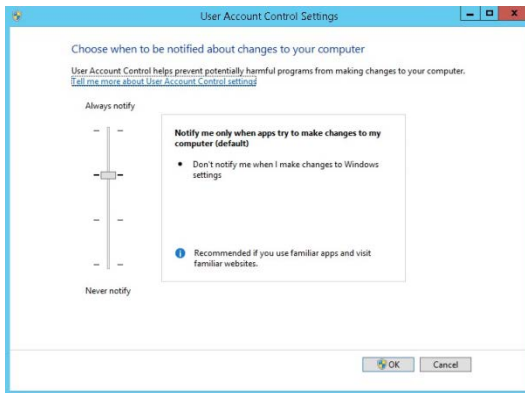 User Account Control Settings
Choose when to be notified about changes to your computer
User Account Control helps prevent potentially harmful programs from making changes to your computer.
Tell me more about User Account Control settings
Always notify
Notify me only when apps try to make changes to my
computer (default)
• Don't notify me when I make changes to Windows
settings
Recommended if you use familiar apps and visit
familiar websites.
Never notify
OK Cancel